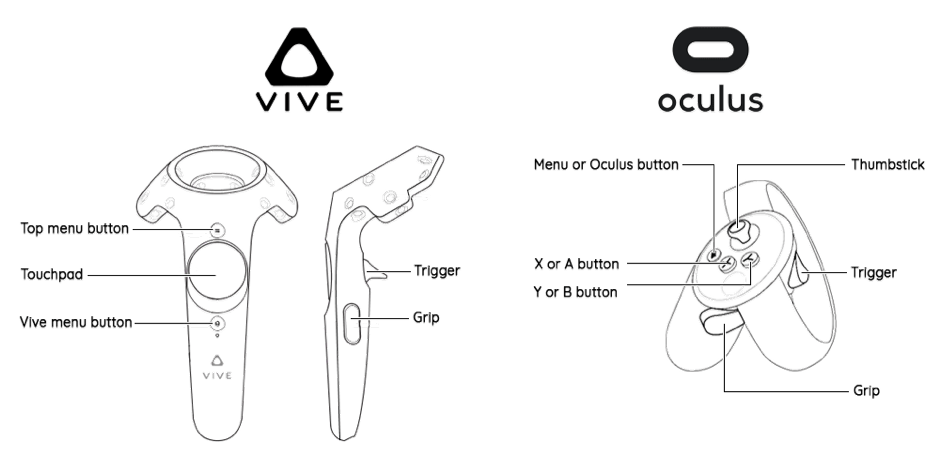 VIVE
oculus
Top menu button
Touchpad
Vive menu button
VIVE
Trigger
Grip
Menu or Oculus button
Thumbstick
X or A button
Y or B button
Trigger
Grip